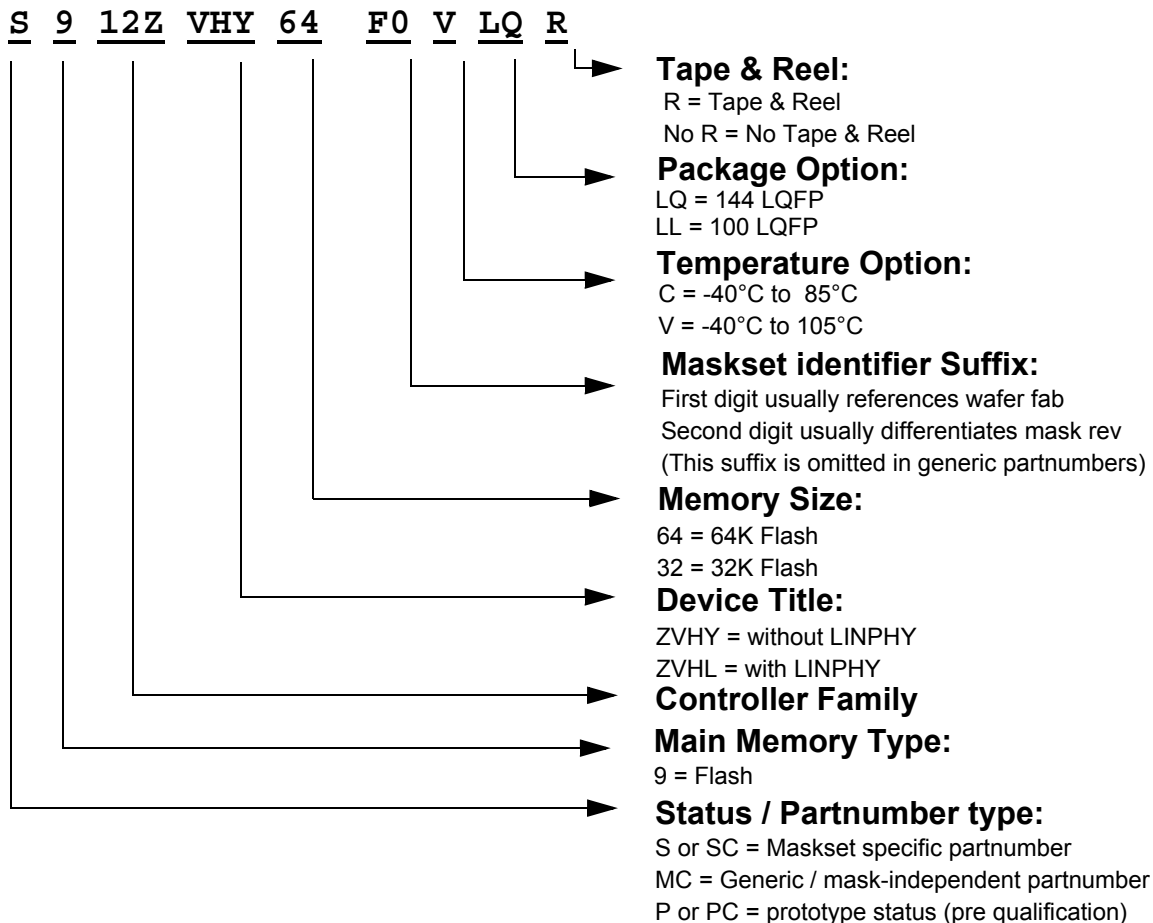 S 9 12Z VHY 64 F0 V LQ R
Tape & Reel:
R = Tape & Reel
No R = No Tape & Reel
Package Option:
LQ = 144 LQFP
LL = 100 LQFP
Temperature Option:
C = -40°C to 85°C
V = -40°C to 105°C
Maskset identifier Suffix:
First digit usually references wafer fab
Second digit usually differentiates mask rev
(This suffix is omitted in generic partnumbers)
Memory Size:
64 = 64K Flash
32 = 32K Flash
Device Title:
ZVHY = without LINPHY
ZVHL = with LINPHY
Controller Family
Main Memory Type:
9 = Flash
Status / Partnumber type:
S or SC = Maskset specific partnumber
MC = Generic / mask-independent partnumber
P or PC = prototype status (pre qualification)